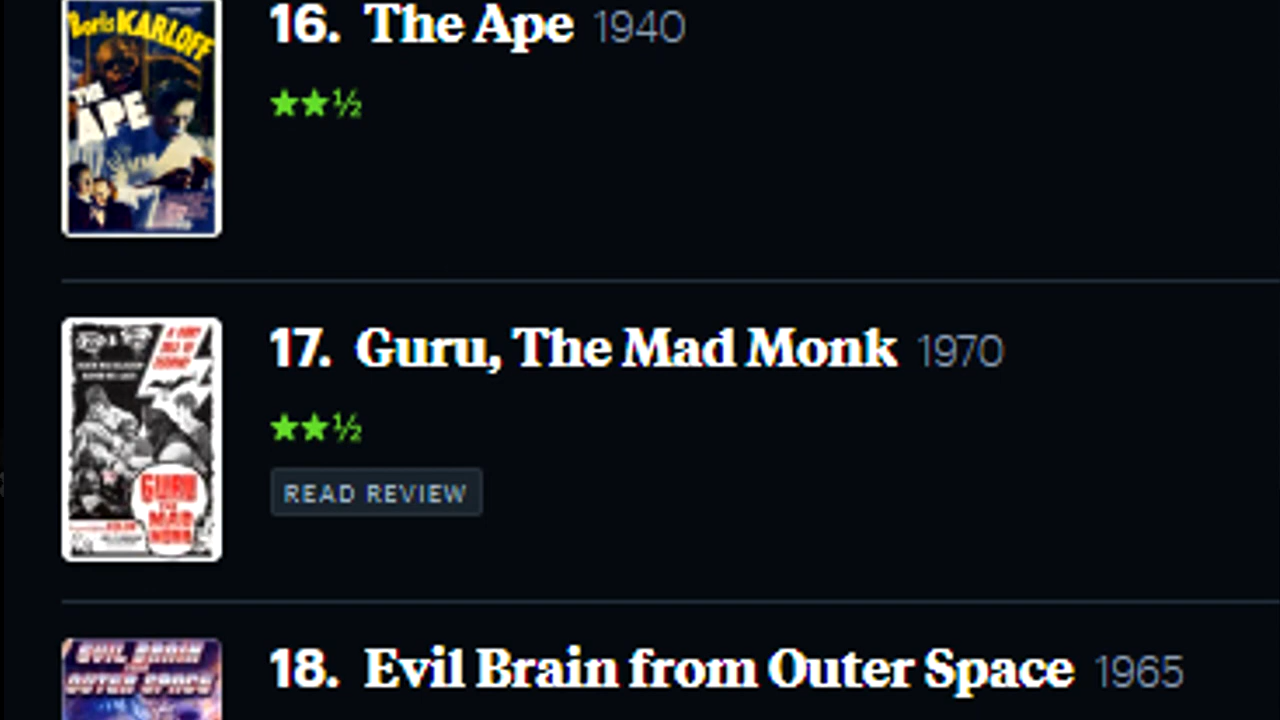 Boris KARLOFF
THE
APE
16. The Ape 1940
★★½
17. Guru, The Mad Monk 1970
★★½
READ REVIEW
GURU
THE
MAD
MONK
18. Evil Brain from Outer Space 1965
EVIL BRAIN
FROM
OUTER SPACE